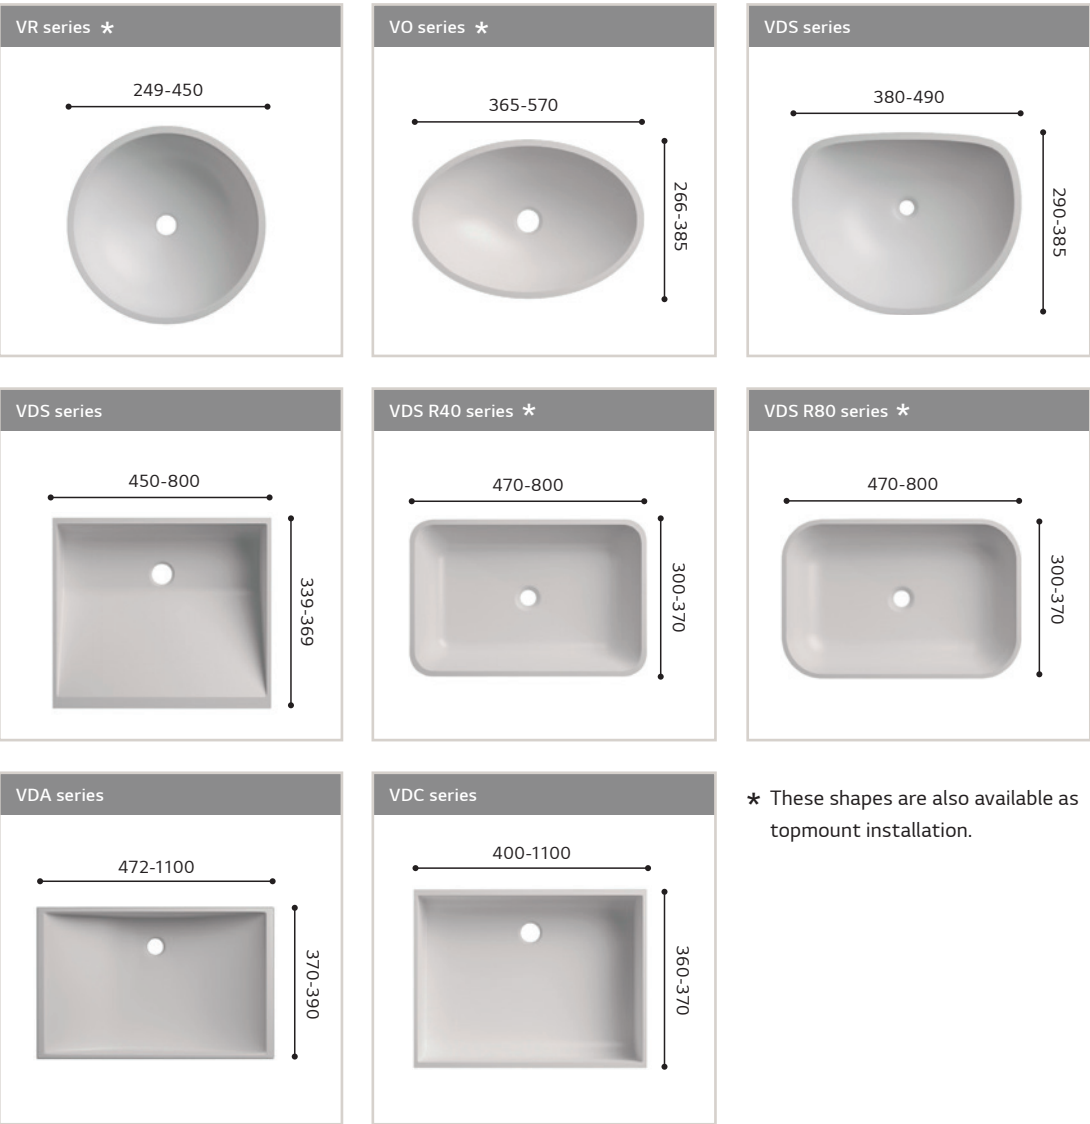 VR series *
249-450
VO series *
365-570
266-385
VDS series
380-490
290-385
VDS series
450-800
339-369
VDS R40 series *
470-800
300-370
VDS R80 series *
470-800
300-370
VDA series
472-1100
370-390
VDC series
400-1100
360-370
* These shapes are also available as
topmount installation.